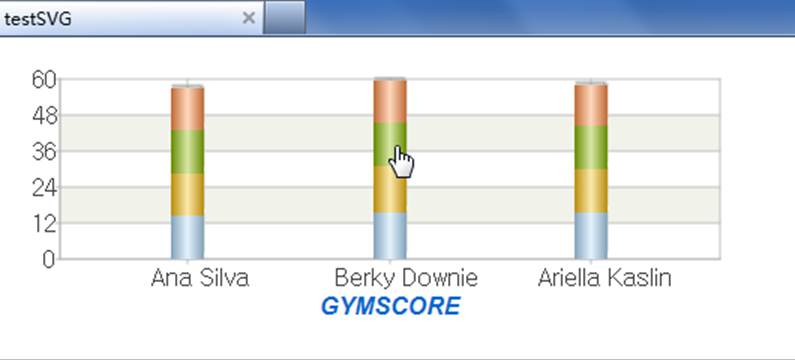 testSVG
60
48
36
24
12
0
Ana Silva Berky Downie Ariella Kaslin
GYMSCORE